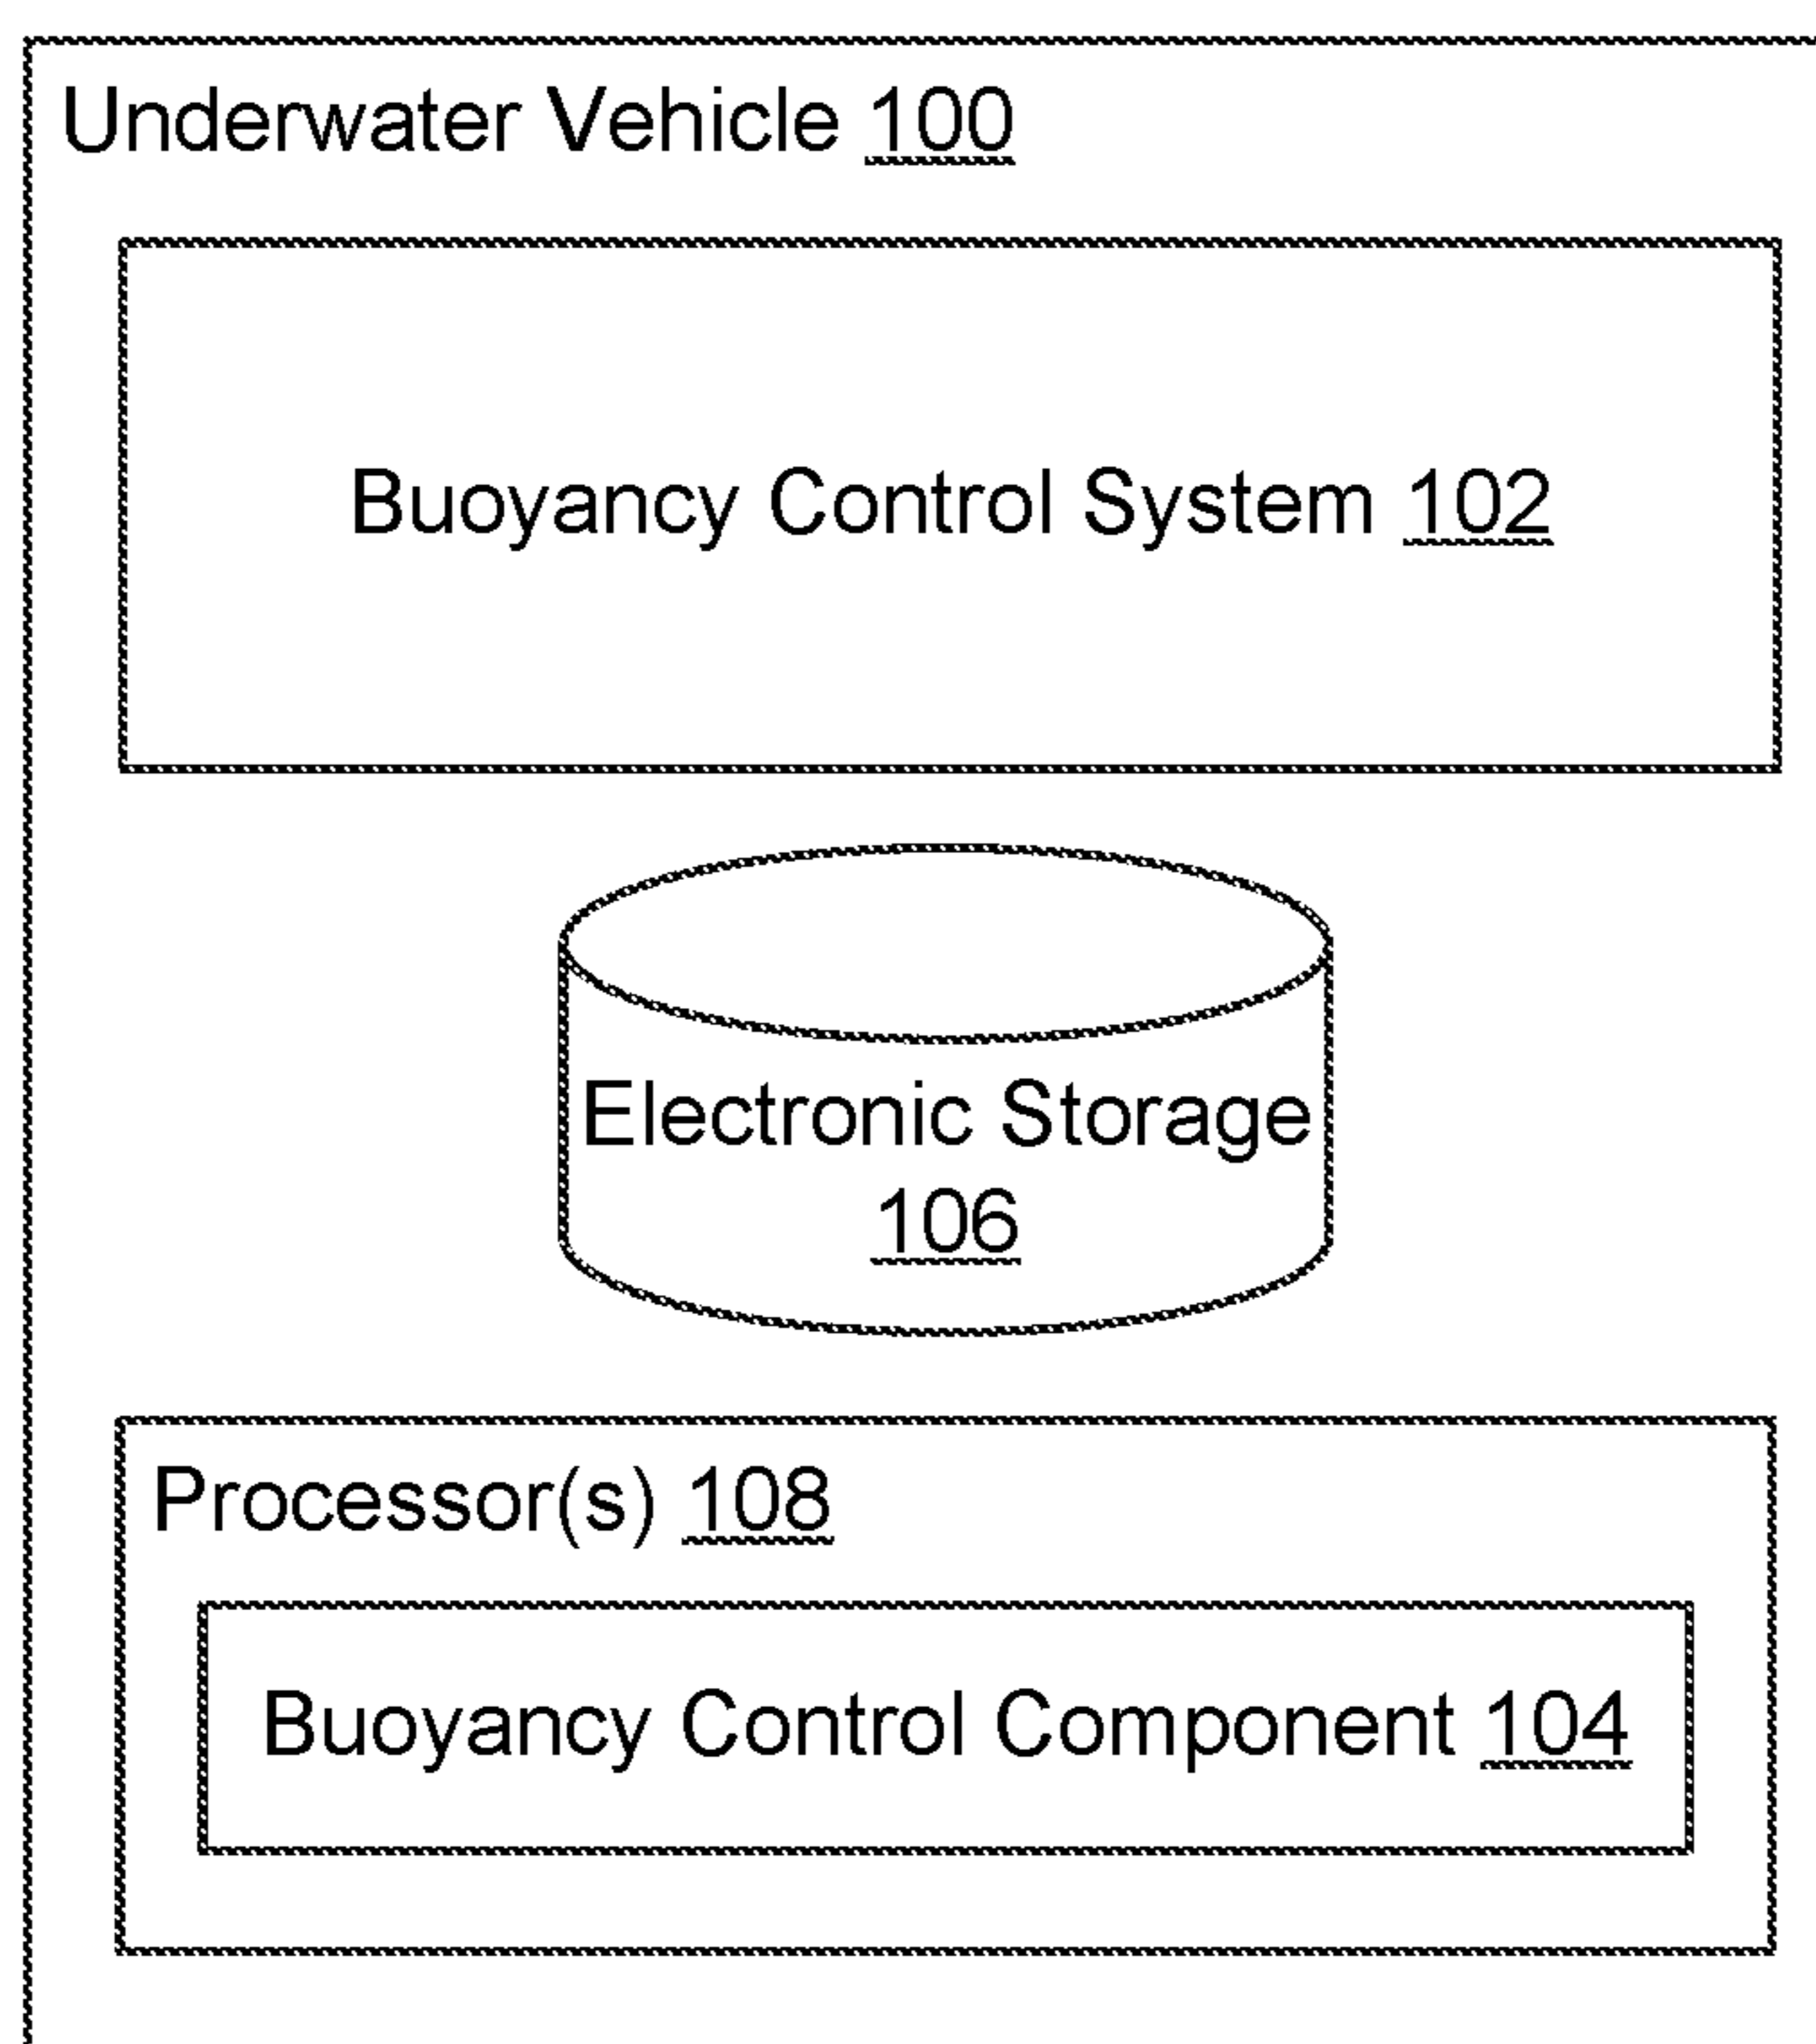 Underwater Vehicle 100
Buoyancy Control System 102
Electronic Storage
106
Processor(s) 108
Buoyancy Control Component 104